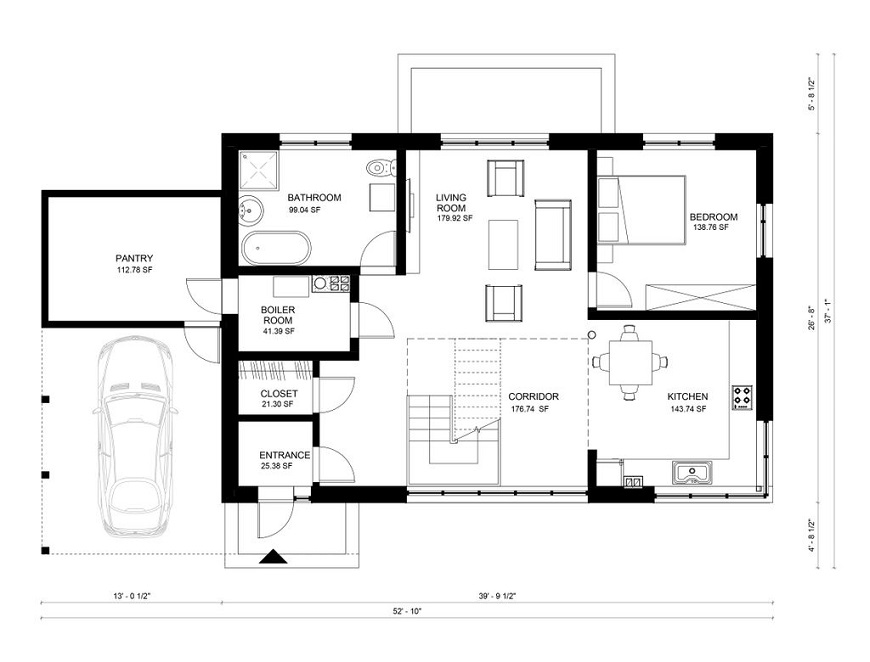 5' - 8 1/2"
BATHROOM
99.04 SF
LIVING
ROOM
179.92 SF
BEDROOM
138.76 SF
PANTRY
112.78 SF
BOILER
ROOM
41.39 SF
26' - 8"
37' - 1"
CLOSET
21.30 SF
CORRIDOR
176.74 SF
KITCHEN
143.74 SF
ENTRANCE
25.38 SF
4' - 8 1/2"
13' - 0 1/2"
39' - 9 1/2"
52' - 10"